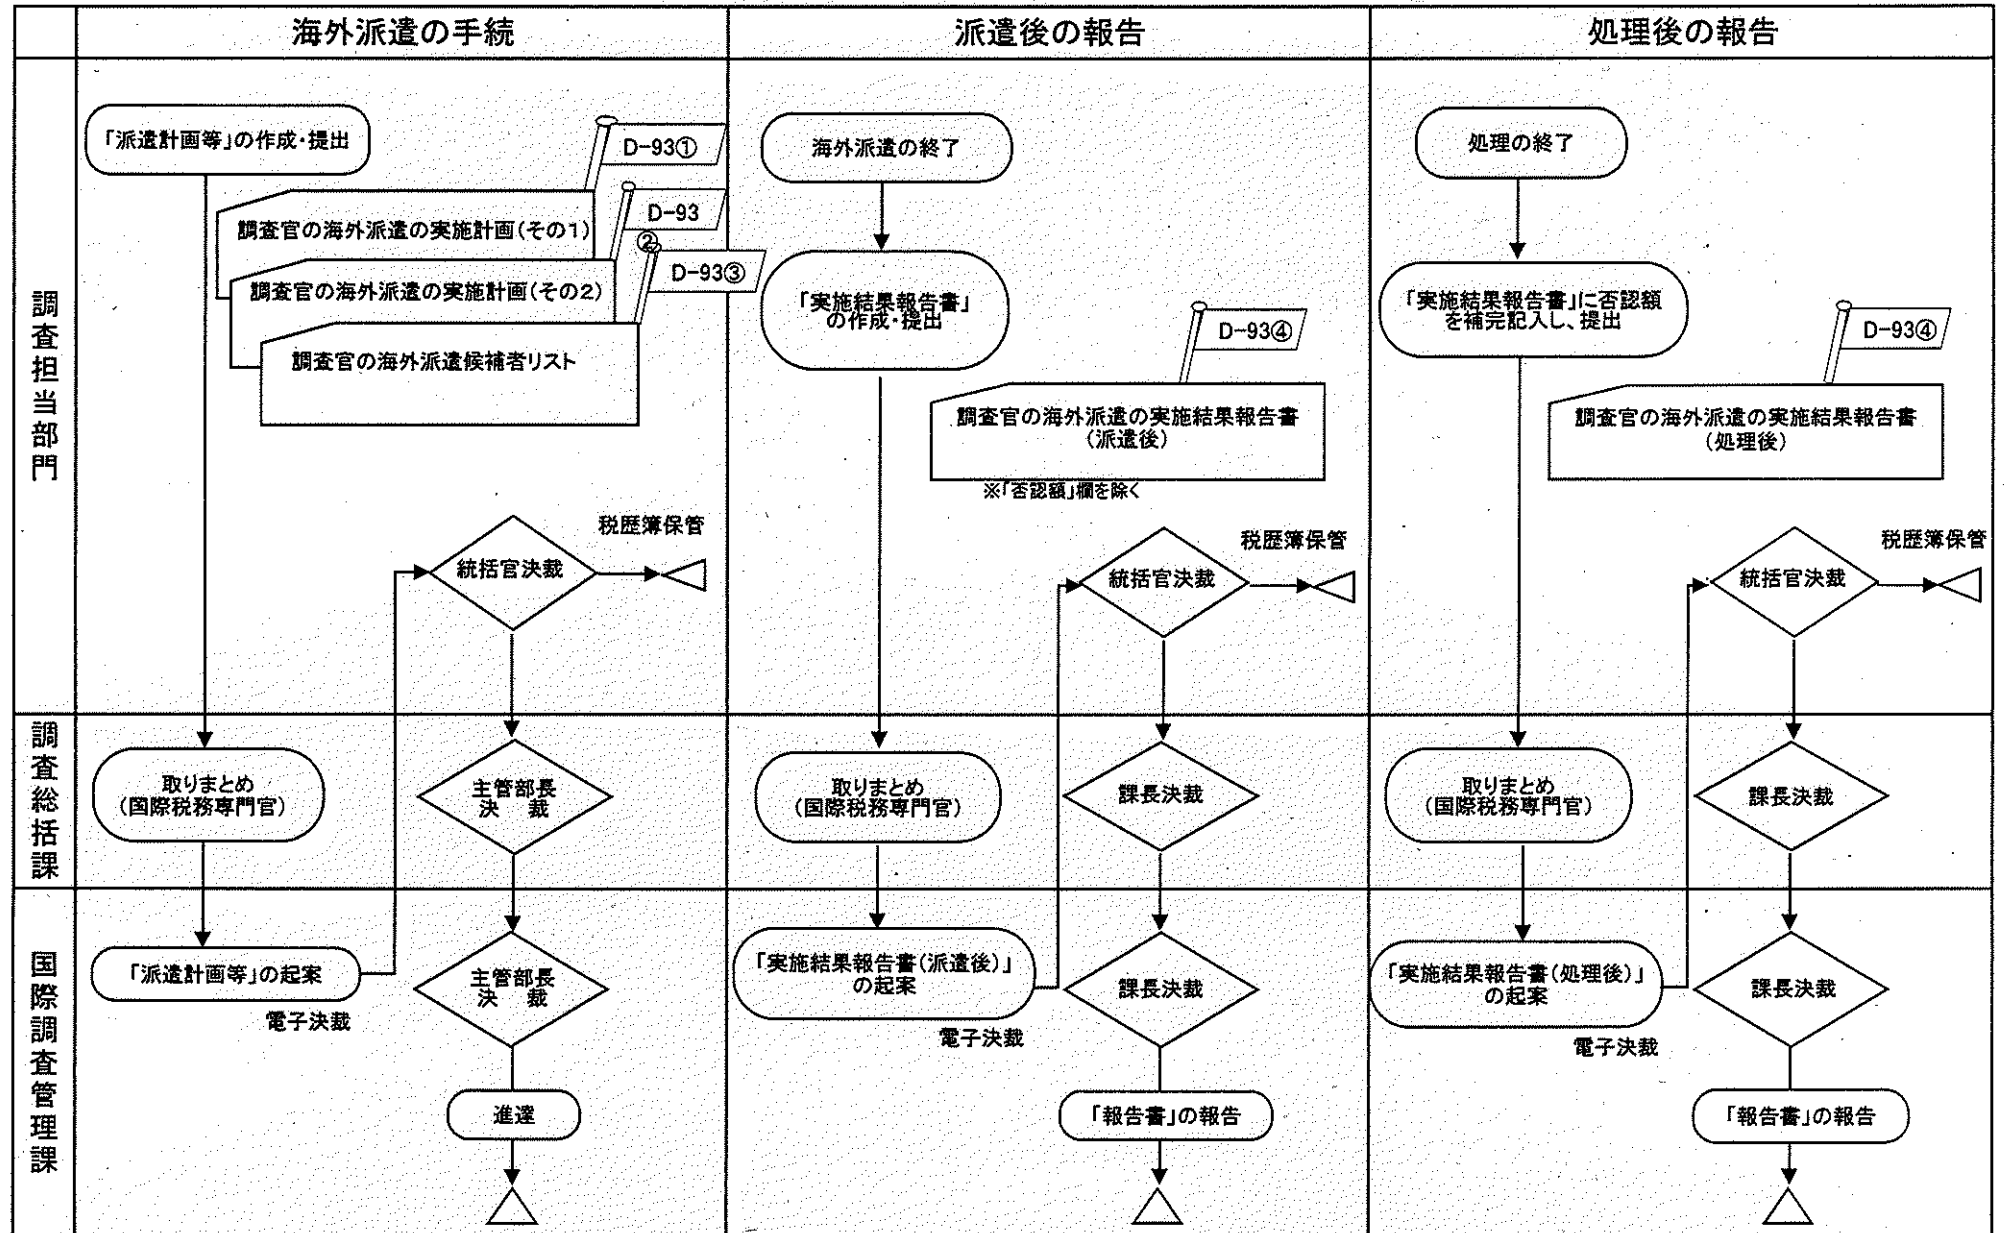 海外派遣の手続
派遣後の報告
処理後の報告
調査担当部門
「派遣計画等」の作成・提出
D-93①
調査官の海外派遣の実施計画(その1)
D-93
②
調査官の海外派遣の実施計画(その2)
D-93③
調査官の海外派遣候補者リスト
統括官決裁
税歴簿保管
海外派遣の終了
「実施結果報告書」
の作成・提出
D-93④
調査官の海外派遣の実施結果報告書
(派遣後)
※「否認額」欄を除く
統括官決裁
税歴簿保管
処理の終了
「実施結果報告書」に否認額
を補完記入し、提出
D-93④
調査官の海外派遣の実施結果報告書
(処理後)
統括官決裁
税歴簿保管
調査総括課
取りまとめ
(国際税務専門官)
主管部長
決　裁
取りまとめ
(国際税務専門官)
課長決裁
取りまとめ
(国際税務専門官)
課長決裁
国際調査管理課
「派遣計画等」の起案
電子決裁
主管部長
決　裁
進達
「実施結果報告書(派遣後)」
の起案
電子決裁
課長決裁
「報告書」の報告
「実施結果報告書(処理後)」
の起案
電子決裁
課長決裁
「報告書」の報告